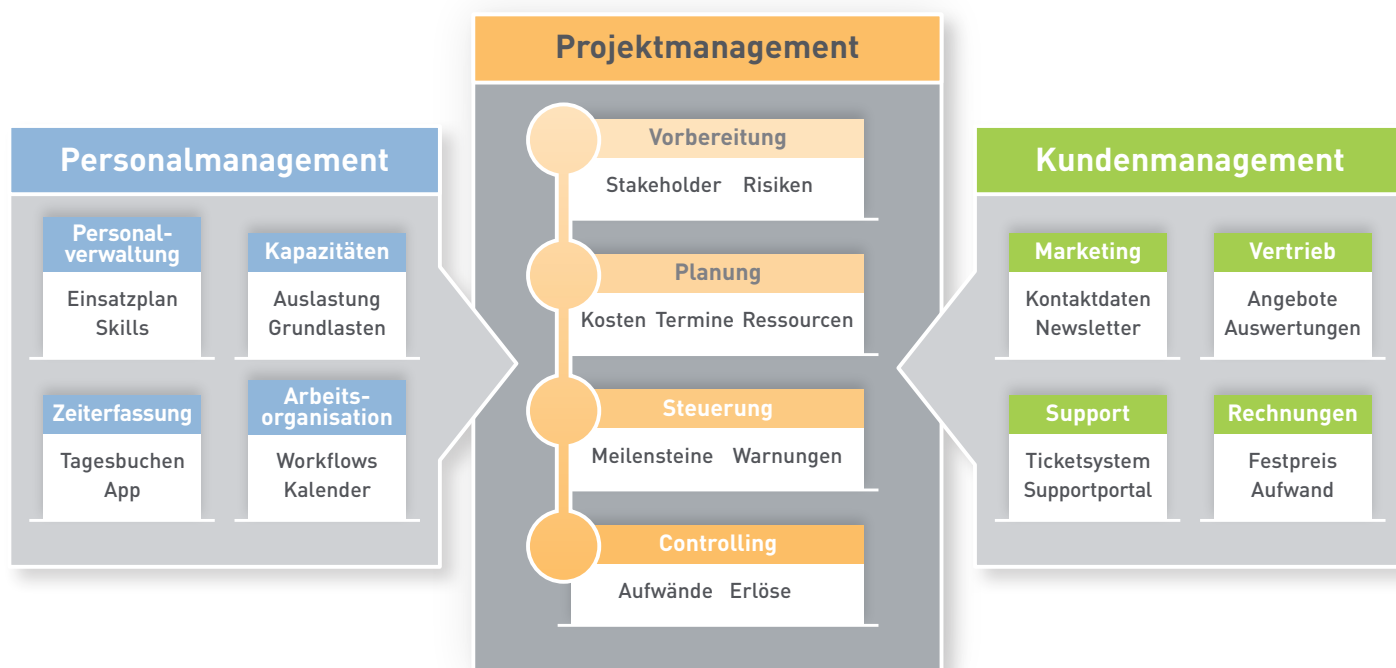 Projektmanagement
Vorbereitung
Stakeholder Risiken
Planung
Kosten Termine Ressourcen
Steuerung
Meilensteine Warnungen
Controlling
Aufwände Erlöse
Personalmanagement
Personal-
verwaltung
Einsatzplan
Skills
Kapazitäten
Auslastung
Grundlasten
Zeiterfassung
Tagesbuchen
App
Arbeits-
organisation
Workflows
Kalender
Kundenmanagement
Marketing
Kontaktdaten
Newsletter
Vertrieb
Angebote
Auswertungen
Support
Ticketsystem
Supportportal
Rechnungen
Festpreis
Aufwand